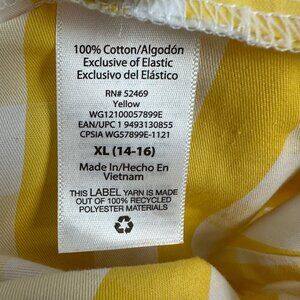 100% Cotton/Algodón
Exclusive of Elastic
Exclusivo del Elástico
RN# 52469
Yellow
WG12100057899E
EAN/UPC 1 9493130855
CPSIA WG57899E-1121
XL (14-16)
Made In/Hecho En
Vietnam
THIS LABEL YARN IS MADE
OUT OF 100% RECYCLED
POLYESTER MATERIALS